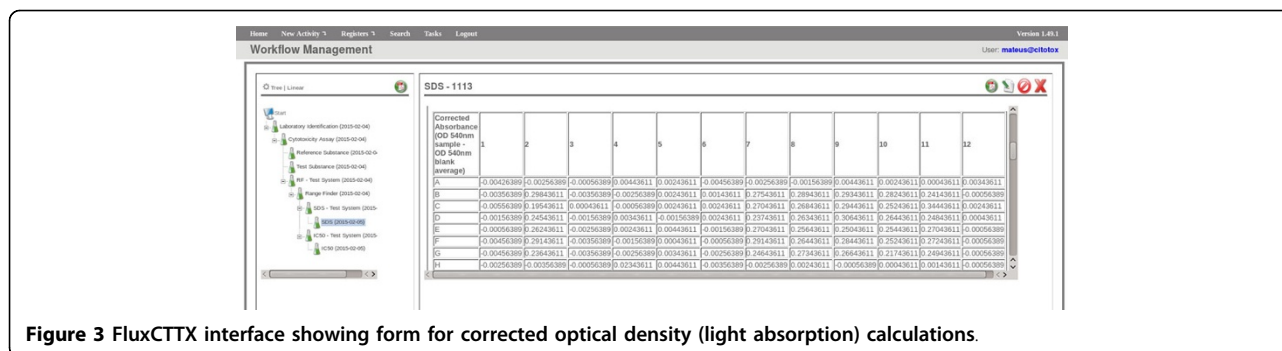 Home New Activity Registers Search Tasks Logout Version 1.49.1
Workflow Management User: mateus@citotox
Tree | Linear
Start
Laboratory Identification (2015-02-04)
Cytotoxicity Assay (2015-02-04)
Reference Substance (2015-02-0
Test Substance (2015-02-04)
RF - Test System (2015-02-04)
Range Finder (2015-02-04)
SDS - Test System (2015-
SDS (2015-02-05)
IC50 - Test System (2015-
IC50 (2015-02-05)
SDS - 1113
Corrected
Absorbance
(OD 540nm
sample -
OD 540nm
blank
average)
1 2 3 4 5 6 7 8 9 10 11 12
A -0.00426389 -0.00256389 -0.00056389 0.00443611 0.00243611 -0.00456389 -0.00256389 -0.00156389 0.00443611 0.00243611 0.00043611 0.00343611
B -0.00356389 0.29843611 -0.00356389 -0.00256389 0.00243611 0.00143611 0.27543611 0.28943611 0.29343611 0.28243611 0.24143611 -0.00056389
C -0.00556389 0.19543611 0.00043611 -0.00056389 0.00243611 0.00243611 0.27043611 0.26843611 0.29443611 0.25243611 0.34443611 0.00243611
D -0.00156389 0.24543611 -0.00156389 0.00343611 -0.00156389 0.00243611 0.23743611 0.26343611 0.30643611 0.26443611 0.24843611 0.00043611
E -0.00056389 0.26243611 -0.00256389 0.00243611 0.00443611 -0.00156389 0.27043611 0.25643611 0.25043611 0.25443611 0.27043611 -0.00056389
F -0.00456389 0.29143611 -0.00356389 -0.00156389 0.00043611 -0.00056389 0.29143611 0.26443611 0.28443611 0.25243611 0.27243611 -0.00056389
G -0.00456389 0.23643611 -0.00356389 -0.00256389 0.00343611 -0.00256389 0.24643611 0.27343611 0.26643611 0.21743611 0.24943611 -0.00056389
H -0.00256389 -0.00356389 -0.00056389 0.02343611 0.00443611 -0.00356389 -0.00256389 0.00243611 -0.00056389 0.00043611 0.00143611 -0.00056389
Figure 3 FluxCTTX interface showing form for corrected optical density (light absorption) calculations.